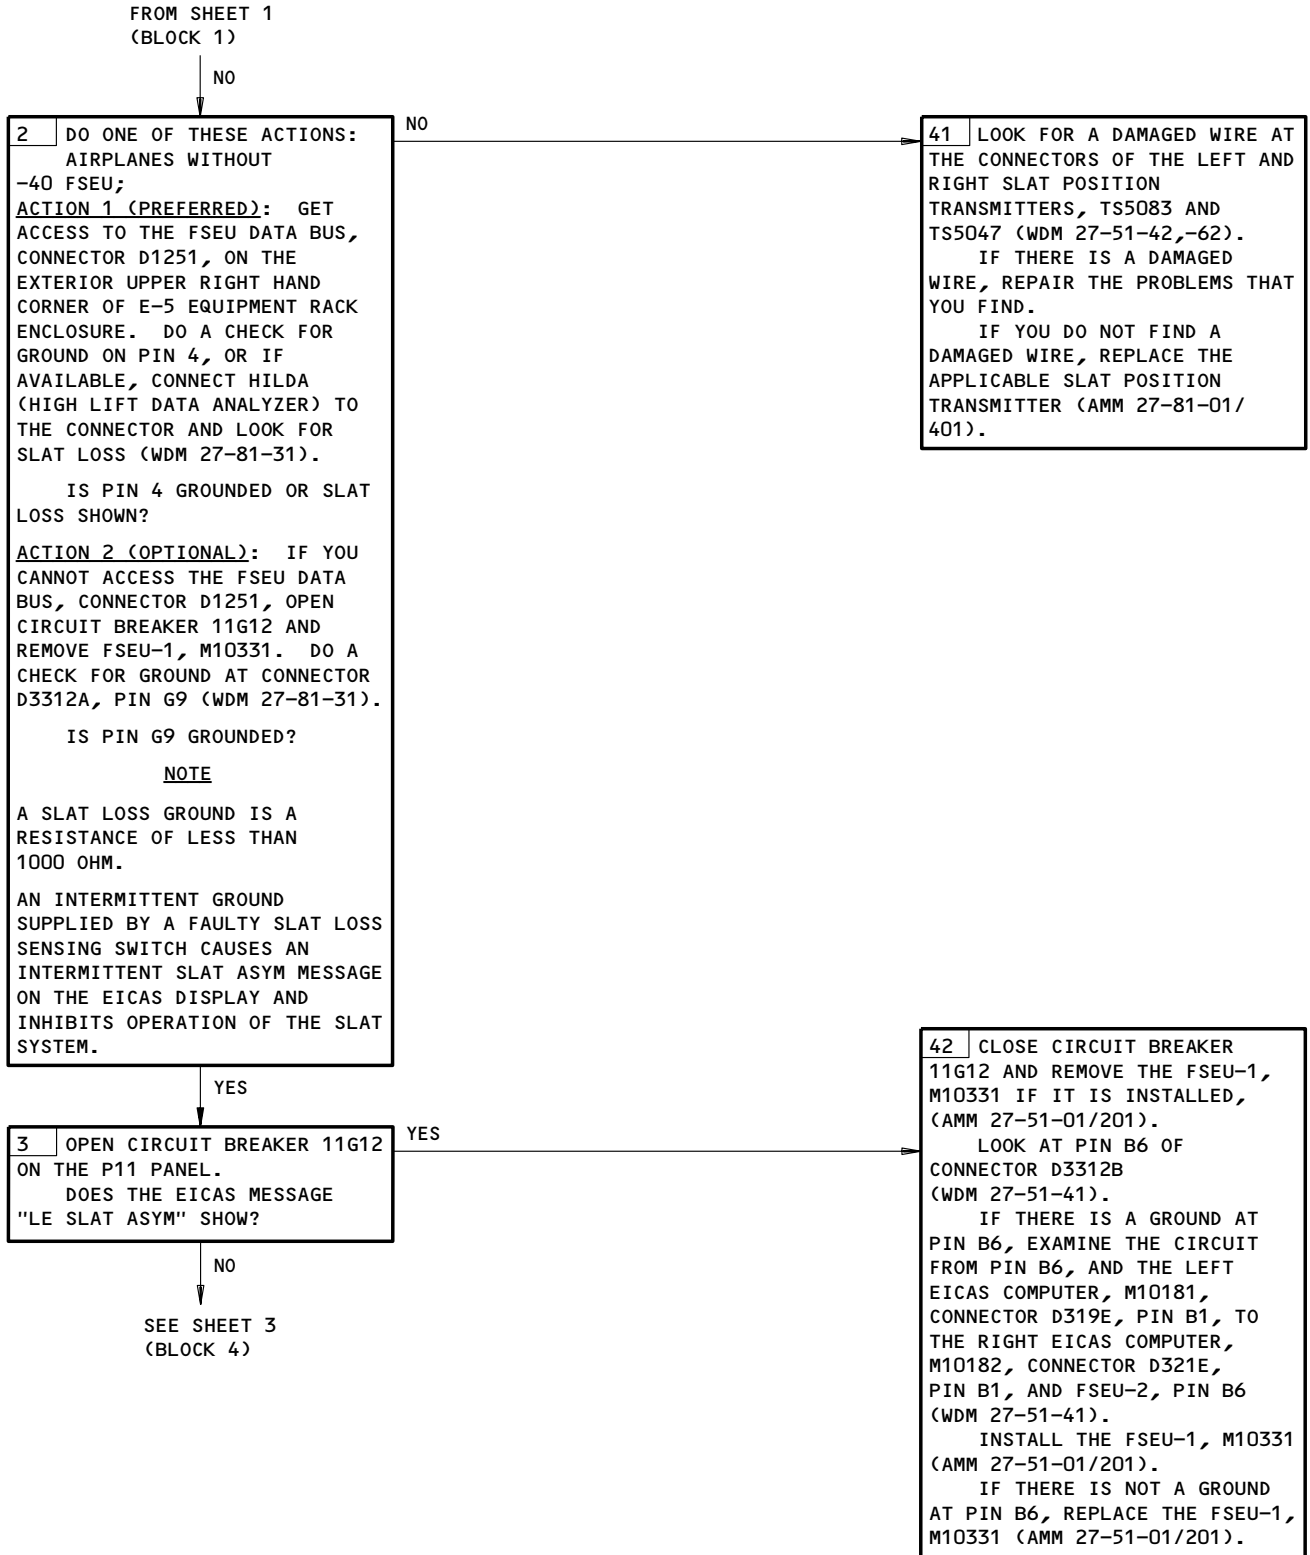 FROM SHEET 1
(BLOCK 1)
NO
2 DO ONE OF THESE ACTIONS:
AIRPLANES WITHOUT
-40 FSEU;
ACTION 1 (PREFERRED): GET
ACCESS TO THE FSEU DATA BUS,
CONNECTOR D1251, ON THE
EXTERIOR UPPER RIGHT HAND
CORNER OF E-5 EQUIPMENT RACK
ENCLOSURE. DO A CHECK FOR
GROUND ON PIN 4, OR IF
AVAILABLE, CONNECT HILDA
(HIGH LIFT DATA ANALYZER) TO
THE CONNECTOR AND LOOK FOR
SLAT LOSS (WDM 27-81-31).
IS PIN 4 GROUNDED OR SLAT
LOSS SHOWN?
ACTION 2 (OPTIONAL): IF YOU
CANNOT ACCESS THE FSEU DATA
BUS, CONNECTOR D1251, OPEN
CIRCUIT BREAKER 11G12 AND
REMOVE FSEU-1, M10331. DO A
CHECK FOR GROUND AT CONNECTOR
D3312A, PIN G9 (WDM 27-81-31).
IS PIN G9 GROUNDED?
NOTE
A SLAT LOSS GROUND IS A
RESISTANCE OF LESS THAN
1000 OHM.
AN INTERMITTENT GROUND
SUPPLIED BY A FAULTY SLAT LOSS
SENSING SWITCH CAUSES AN
INTERMITTENT SLAT ASYM MESSAGE
ON THE EICAS DISPLAY AND
INHIBITS OPERATION OF THE SLAT
SYSTEM.
NO
41 LOOK FOR A DAMAGED WIRE AT
THE CONNECTORS OF THE LEFT AND
RIGHT SLAT POSITION
TRANSMITTERS, TS5083 AND
TS5047 (WDM 27-51-42,-62).
IF THERE IS A DAMAGED
WIRE, REPAIR THE PROBLEMS THAT
YOU FIND.
IF YOU DO NOT FIND A
DAMAGED WIRE, REPLACE THE
APPLICABLE SLAT POSITION
TRANSMITTER (AMM 27-81-01/
401).
YES
3 OPEN CIRCUIT BREAKER 11G12
ON THE P11 PANEL.
DOES THE EICAS MESSAGE
"LE SLAT ASYM" SHOW?
YES
42 CLOSE CIRCUIT BREAKER
11G12 AND REMOVE THE FSEU-1,
M10331 IF IT IS INSTALLED,
(AMM 27-51-01/201).
LOOK AT PIN B6 OF
CONNECTOR D3312B
(WDM 27-51-41).
IF THERE IS A GROUND AT
PIN B6, EXAMINE THE CIRCUIT
FROM PIN B6, AND THE LEFT
EICAS COMPUTER, M10181,
CONNECTOR D319E, PIN B1, TO
THE RIGHT EICAS COMPUTER,
M10182, CONNECTOR D321E,
PIN B1, AND FSEU-2, PIN B6
(WDM 27-51-41).
INSTALL THE FSEU-1, M10331
(AMM 27-51-01/201).
IF THERE IS NOT A GROUND
AT PIN B6, REPLACE THE FSEU-1,
M10331 (AMM 27-51-01/201).
NO
SEE SHEET 3
(BLOCK 4)